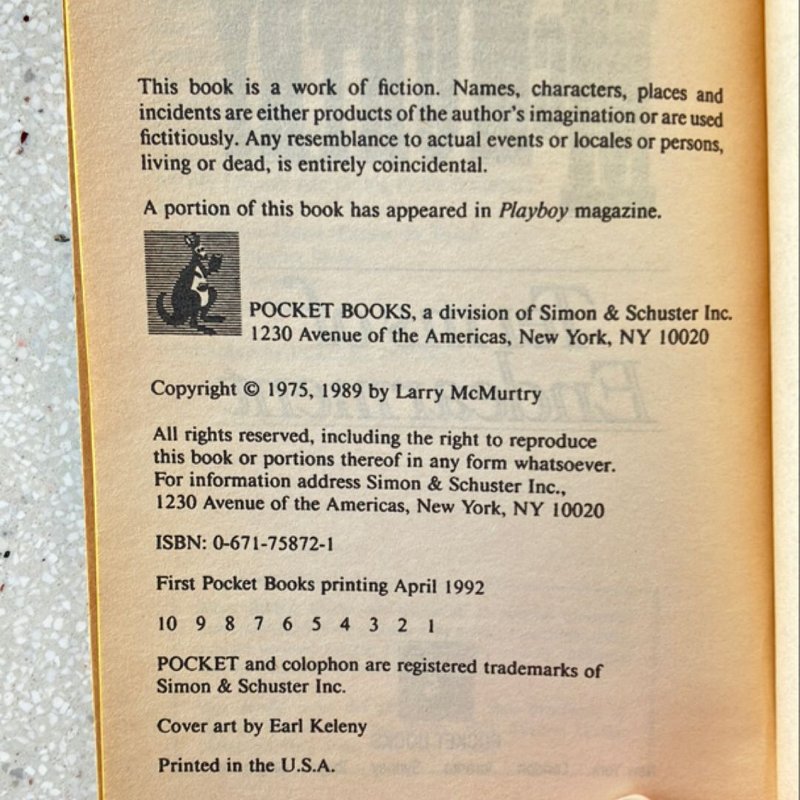 This book is a work of fiction. Names, characters, places and
incidents are either products of the author's imagination or are used
fictitiously. Any resemblance to actual events or locales or persons,
living or dead, is entirely coincidental.
A portion of this book has appeared in Playboy magazine.
POCKET BOOKS, a division of Simon & Schuster Inc.
1230 Avenue of the Americas, New York, NY 10020
Copyright © 1975, 1989 by Larry McMurtry
All rights reserved, including the right to reproduce
this book or portions thereof in any form whatsoever.
For information address Simon & Schuster Inc.,
1230 Avenue of the Americas, New York, NY 10020
ISBN: 0-671-75872-1
First Pocket Books printing April 1992
10 9 8 7 6 5 4 3 2 1
POCKET and colophon are registered trademarks of
Simon & Schuster Inc.
Cover art by Earl Keleny
Printed in the U.S.A.